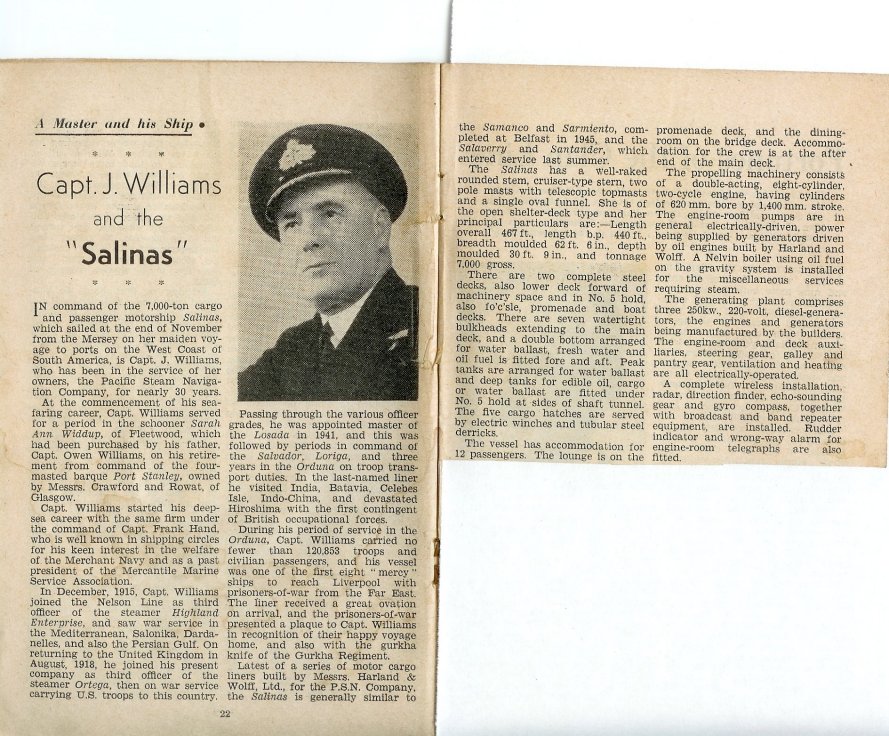 A Master and his Ship •
* * *
Capt. J. Williams
and the
"Salinas"
* * *
IN command of the 7,000-ton cargo
and passenger motorship Salinas,
which sailed at the end of November
from the Mersey on her maiden voy-
age to ports on the West Coast of
South America, is Capt. J. Williams,
who has been in the service of her
owners, the Pacific Steam Naviga-
tion Company, for nearly 30 years.
At the commencement of his sea-
faring career, Capt. Williams served
for a period in the schooner Sarah
Ann Widdup, of Fleetwood, which
had been purchased by his father,
Capt. Owen Williams, on his retire-
ment from command of the four-
masted barque Port Stanley, owned
by Messrs. Crawford and Rowat, of
Glasgow.
Capt. Williams started his deep-
sea career with the same firm under
the command of Capt. Frank Hand,
who is well known in shipping circles
for his keen interest in the welfare
of the Merchant Navy and as a past
president of the Mercantile Marine
Service Association.
In December, 1915, Capt. Williams
joined the Nelson Line as third
officer of the steamer Highland
Enterprise, and saw war service in
the Mediterranean, Salonika, Darda-
nelles, and also the Persian Gulf. On
returning to the United Kingdom in
August, 1918, he joined his present
company as third officer of the
steamer Ortega, then on war service
carrying U.S. troops to this country.
Passing through the various officer
grades, he was appointed master of
the Losada in 1941, and this was
followed by periods in command of
the Salvador, Loriga, and three
years in the Orduna on troop trans-
port duties. In the last-named liner
he visited India, Batavia, Celebes
Isle, Indo-China, and devastated
Hiroshima with the first contingent
of British occupational forces.
During his period of service in the
Orduna, Capt. Williams carried no
fewer than 120,853 troops and
civilian passengers, and his vessel
was one of the first eight "mercy"
ships to reach Liverpool with
prisoners-of-war from the Far East.
The liner received a great ovation
on arrival, and the prisoners-of-war
presented a plaque to Capt. Williams
in recognition of their happy voyage
home, and also with the gurkha
knife of the Gurkha Regiment.
Latest of a series of motor cargo
liners built by Messrs. Harland &
Wolff, Ltd., for the P.S.N. Company,
the Salinas is generally similar to
22
the Samanco and Sarmiento, com-
pleted at Belfast in 1945, and the
Salaverry and Santander, which
entered service last summer.
The Salinas has a well-raked
rounded stem, cruiser-type stern, two
pole masts with telescopic topmasts
and a single oval funnel. She is of
the open shelter-deck type and her
principal particulars are:—Length
overall 467 ft., length b.p. 440 ft.,
breadth moulded 62 ft. 6 in., depth
moulded 30 ft. 9 in., and tonnage
7,000 gross.
There are two complete steel
decks, also lower deck forward of
machinery space and in No. 5 hold,
also fo'c'sle, promenade and boat
decks. There are seven watertight
bulkheads extending to the main
deck, and a double bottom arranged
for water ballast, fresh water and
oil fuel is fitted fore and aft. Peak
tanks are arranged for water ballast
and deep tanks for edible oil, cargo
or water ballast are fitted under
No. 5 hold at sides of shaft tunnel.
The five cargo hatches are served
by electric winches and tubular steel
derricks.
The vessel has accommodation for
12 passengers. The lounge is on the
promenade deck, and the dining-
room on the bridge deck. Accommo-
dation for the crew is at the after
end of the main deck.
The propelling machinery consists
of a double-acting, eight-cylinder,
two-cycle engine, having cylinders
of 620 mm. bore by 1,400 mm. stroke.
The engine-room pumps are in
general electrically-driven, power
being supplied by generators driven
by oil engines built by Harland and
Wolff. A Nelvin boiler using oil fuel
on the gravity system is installed
for the miscellaneous services
requiring steam.
The generating plant comprises
three 250kw., 220-volt, diesel-genera-
tors, the engines and generators
being manufactured by the builders.
The engine-room and deck auxi-
liaries, steering gear, galley and
pantry gear, ventilation and heating
are all electrically-operated.
A complete wireless installation,
radar, direction finder, echo-sounding
gear and gyro compass, together
with broadcast and band repeater
equipment, are installed. Rudder
indicator and wrong-way alarm for
engine-room telegraphs are also
fitted.